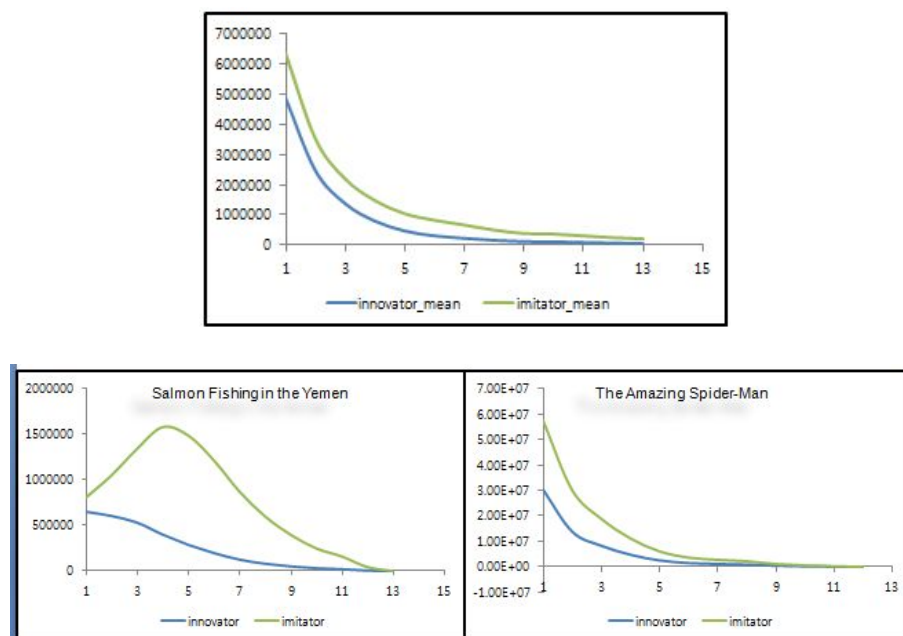 7000000
6000000
5000000
4000000
3000000
2000000
1000000
0
1 3 5 7 9 11 13 15
innovator_mean imitator_mean
Salmon Fishing in the Yemen
2000000
1500000
1000000
500000
0
1 3 5 7 9 11 13 15
innovator imitator
The Amazing Spider-Man
7.00E+07
6.00E+07
5.00E+07
4.00E+07
3.00E+07
2.00E+07
1.00E+07
0.00E+00
-1.00E+07
1 3 5 7 9 11 13
innovator imitator